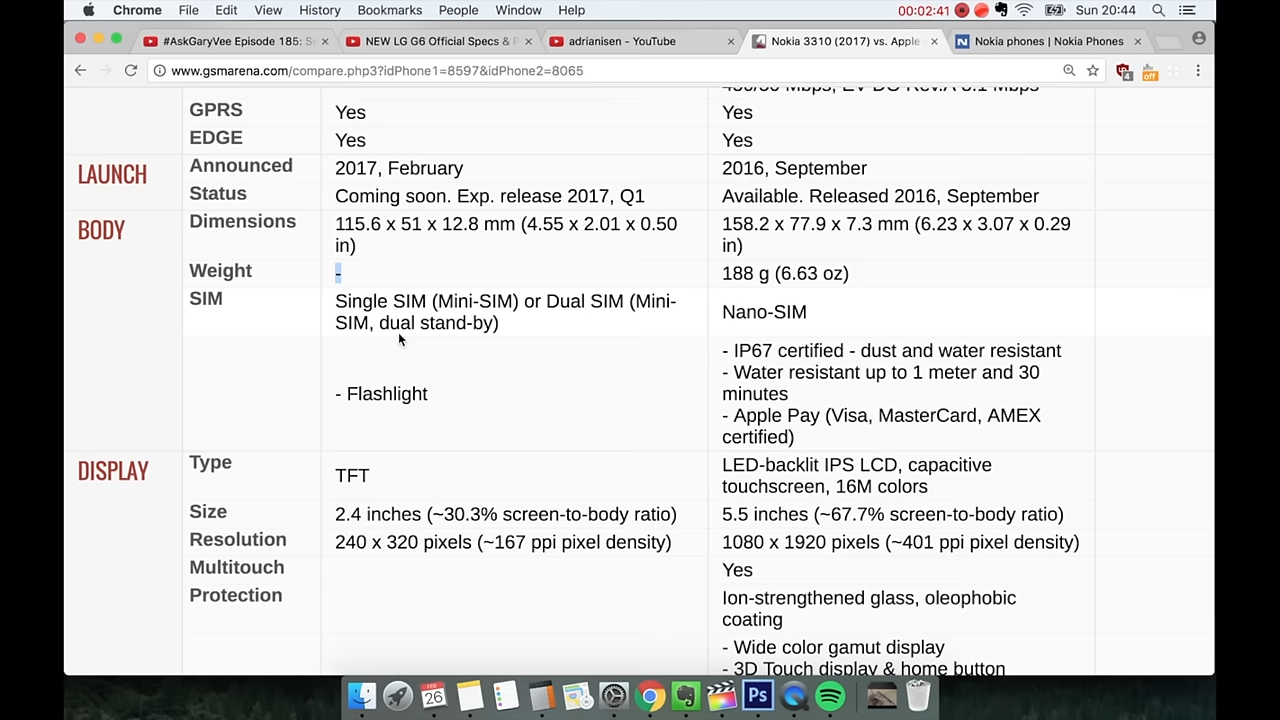 Chrome File Edit View History Bookmarks People Window Help 00:02:41 Sun 20:44
#AskGaryVee Episode 185: S
NEW LG G6 Official Specs & P
adrianisen - YouTube
Nokia 3310 (2017) vs. Apple
Nokia phones | Nokia Phones
www.gsmarena.com/compare.php3?idPhone1=8597&idPhone2=8065
4
off
GPRS Yes Yes
EDGE Yes Yes
LAUNCH Announced 2017, February 2016, September
Status Coming soon. Exp. release 2017, Q1 Available. Released 2016, September
BODY Dimensions 115.6 x 51 x 12.8 mm (4.55 x 2.01 x 0.50 158.2 x 77.9 x 7.3 mm (6.23 x 3.07 x 0.29
in) in)
Weight - 188 g (6.63 oz)
SIM Single SIM (Mini-SIM) or Dual SIM (Mini-
SIM, dual stand-by)
Nano-SIM
- Flashlight
- IP67 certified - dust and water resistant
- Water resistant up to 1 meter and 30
minutes
- Apple Pay (Visa, MasterCard, AMEX
certified)
DISPLAY Type TFT
LED-backlit IPS LCD, capacitive
touchscreen, 16M colors
Size 2.4 inches (~30.3% screen-to-body ratio) 5.5 inches (~67.7% screen-to-body ratio)
Resolution 240 x 320 pixels (~167 ppi pixel density) 1080 x 1920 pixels (~401 ppi pixel density)
Multitouch Yes
Protection Ion-strengthened glass, oleophobic
coating
- Wide color gamut display
- 3D Touch display & home button
FEB
26
Ps